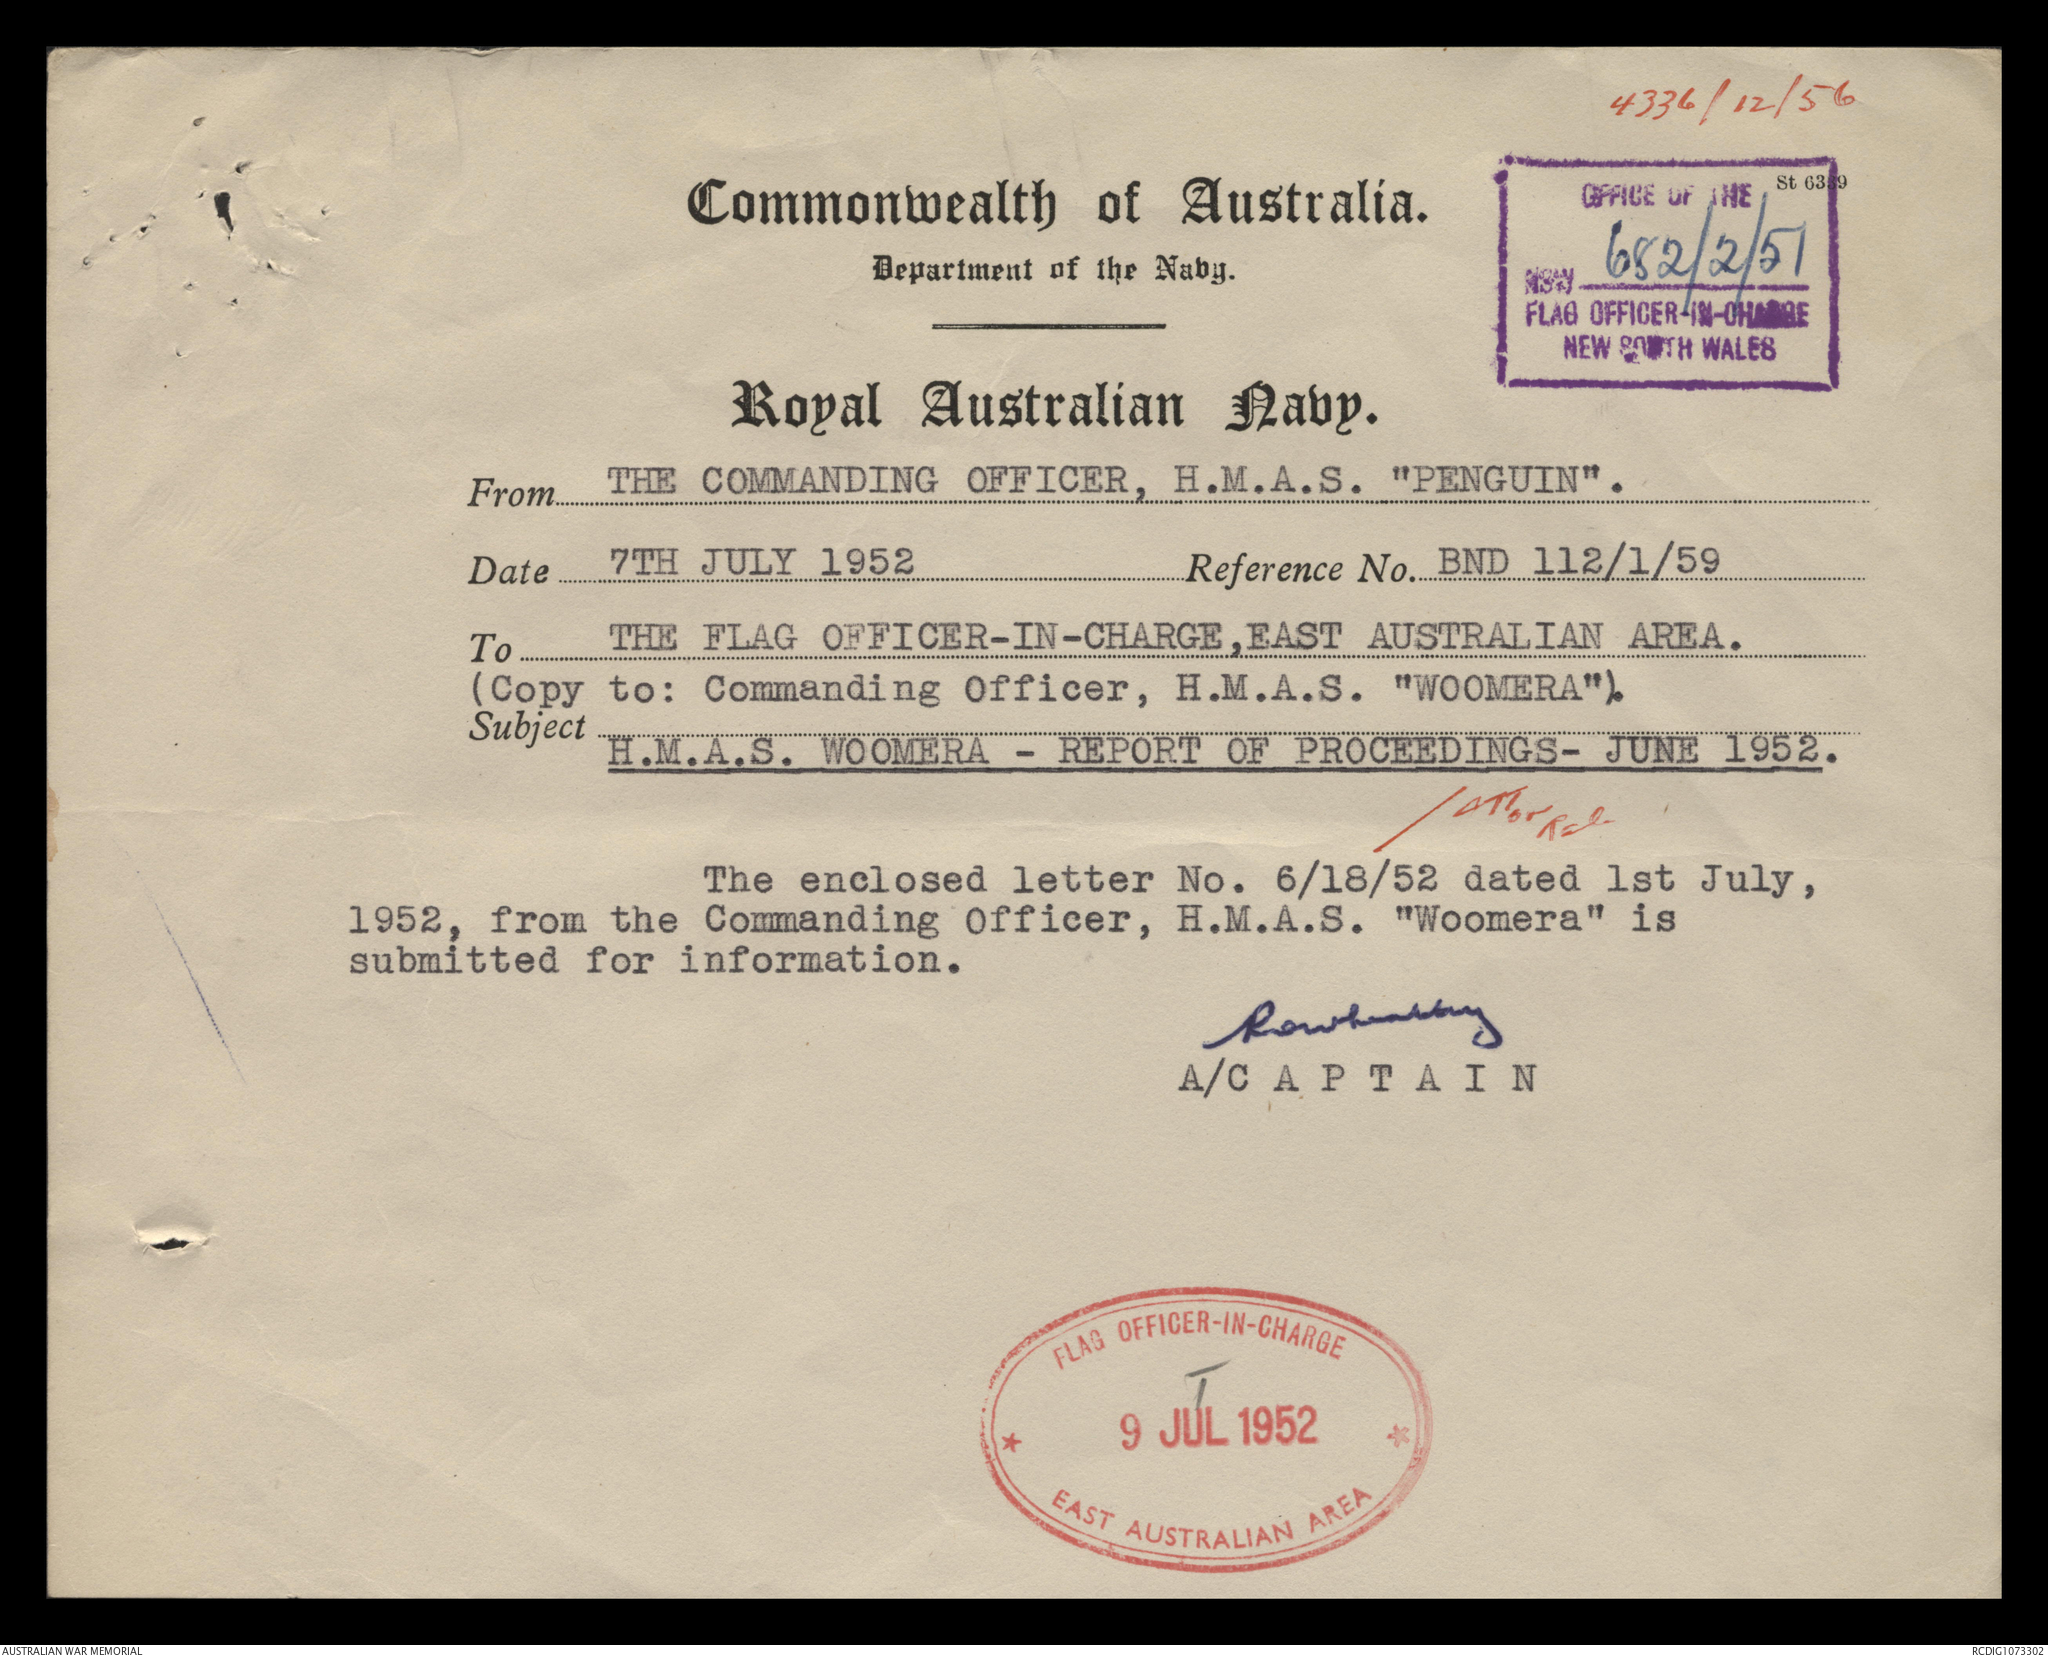 4336/12/56
St 6339
OFFICE OF THE
682/2/51
NSW
FLAG OFFICER-IN-CHARGE
NEW SOUTH WALES
Commonwealth of Australia.
Department of the Navy.
Royal Australian Navy.
From THE COMMANDING OFFICER, H.M.A.S. "PENGUIN".
Date 7TH JULY 1952 Reference No. BND 112/1/59
To THE FLAG OFFICER-IN-CHARGE,EAST AUSTRALIAN AREA.
(Copy to: Commanding Officer, H.M.A.S. "WOOMERA").
Subject
H.M.A.S. WOOMERA - REPORT OF PROCEEDINGS- JUNE 1952.
The enclosed letter No. 6/18/52 dated 1st July,
1952, from the Commanding Officer, H.M.A.S. "Woomera" is
submitted for information.
A/C A P T A I N
FLAG OFFICER-IN-CHARGE
9 JUL 1952
EAST AUSTRALIAN AREA
AUSTRALIAN WAR MEMORIAL
RCDIG1073302